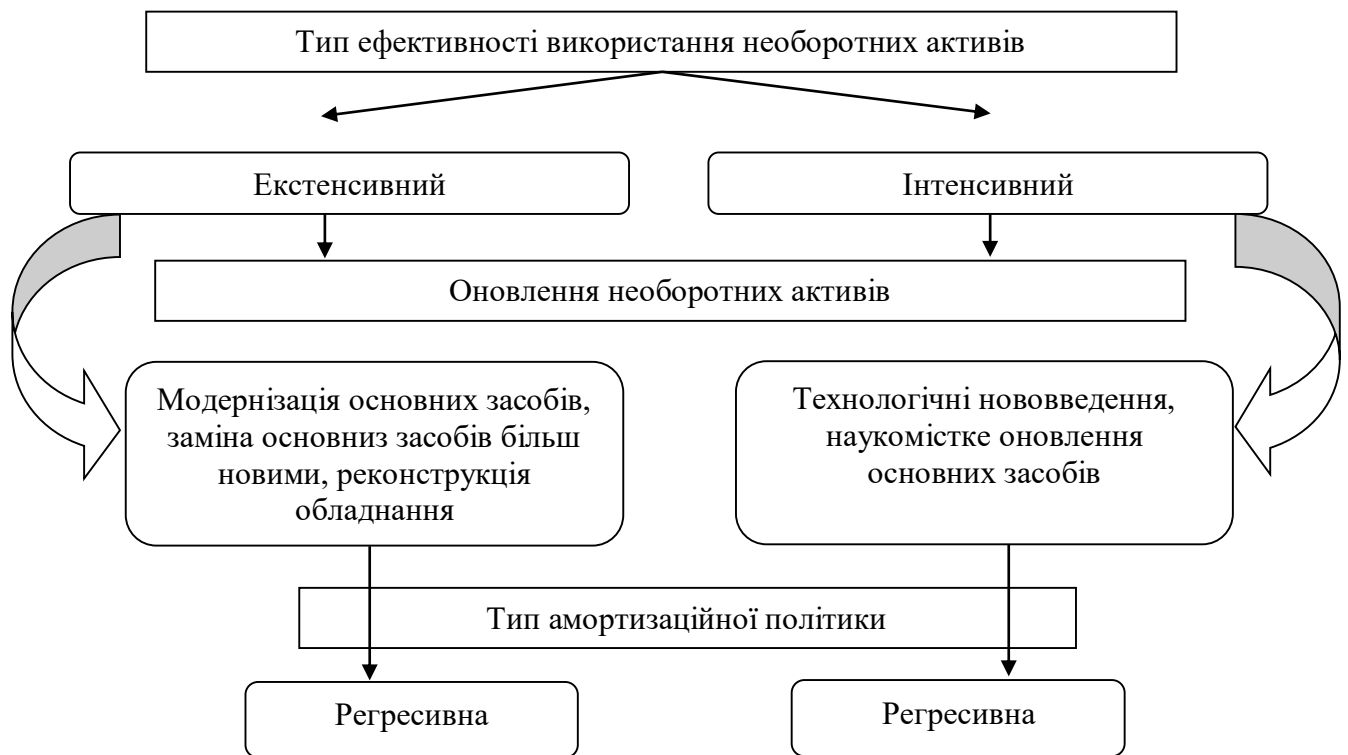 Тип ефективності використання необоротних активів
Екстенсивний
Інтенсивний
Оновлення необоротних активів
Модернізація основних засобів,
заміна основниз засобів більш
новими, реконструкція
обладнання
Технологічні нововведення,
наукомістке оновлення
основних засобів
Тип амортизаційної політики
Регресивна
Регресивна